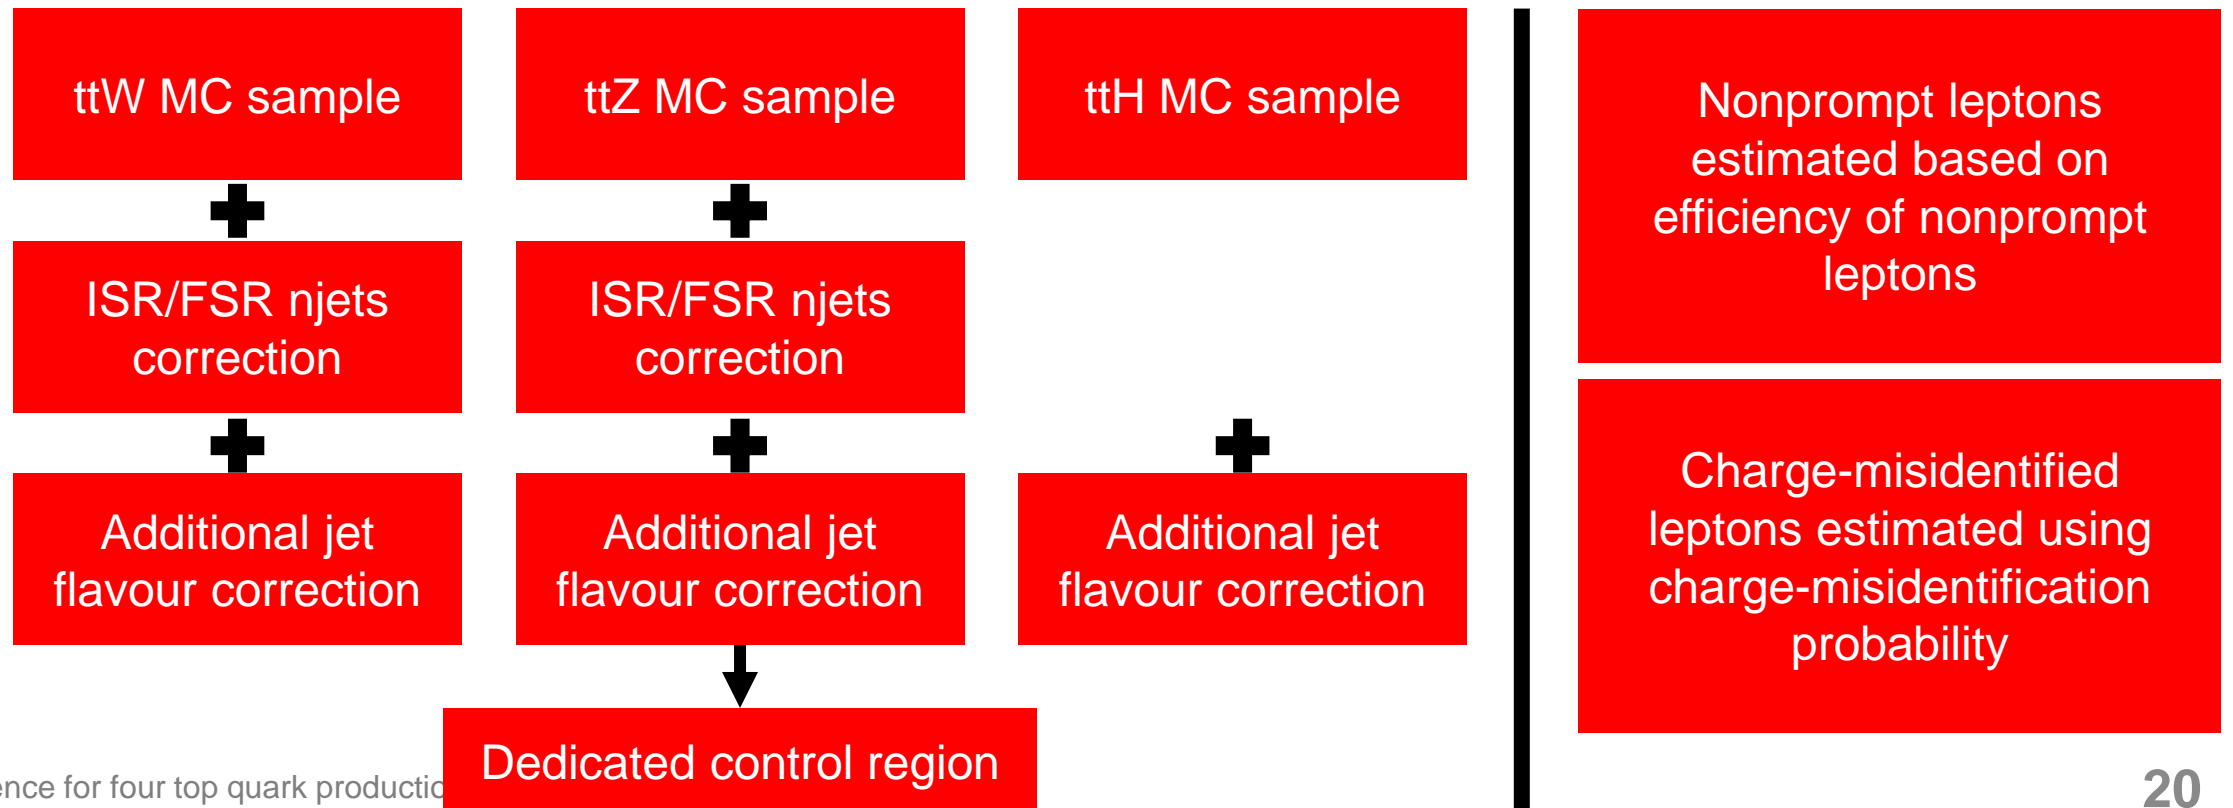 ttW MC sample
ttZ MC sample
ttH MC sample
ISR/FSR njets
correction
ISR/FSR njets
correction
Additional jet
flavour correction
Additional jet
flavour correction
Additional jet
flavour correction
Dedicated control region
Nonprompt leptons
estimated based on
efficiency of nonprompt
leptons
Charge-misidentified
leptons estimated using
charge-misidentification
probability
for four top quark
20